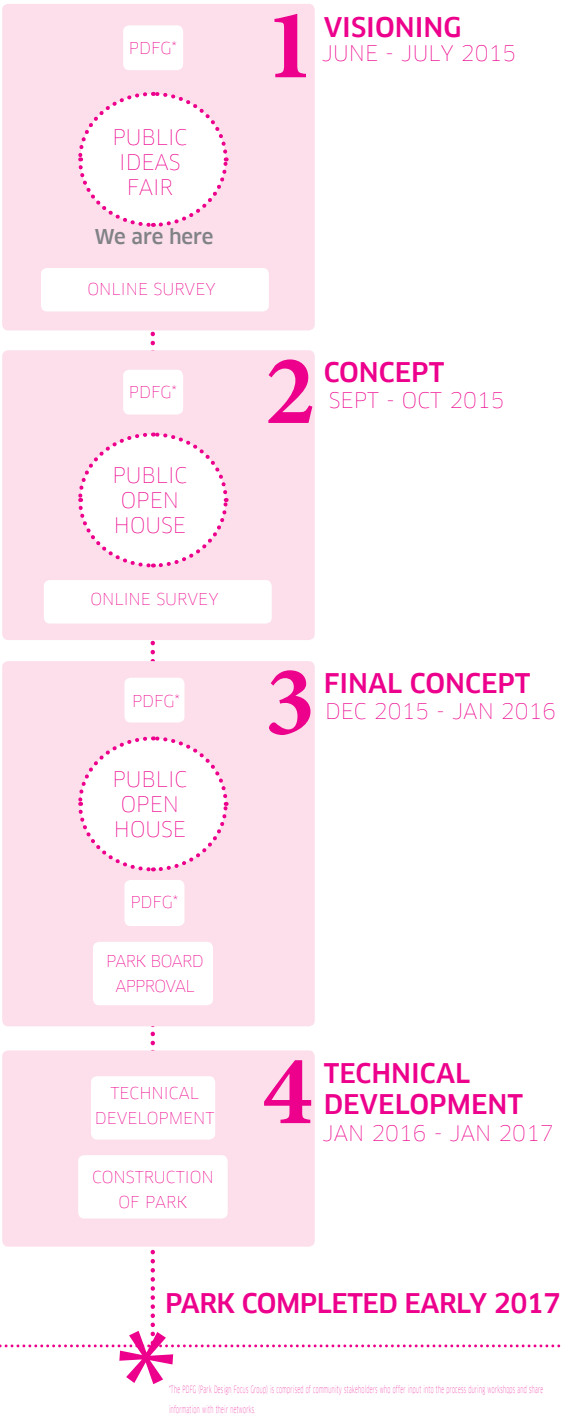 1
VISIONING
JUNE - JULY 2015
PDFG*
PUBLIC
IDEAS
FAIR
We are here
ONLINE SURVEY
2
CONCEPT
SEPT - OCT 2015
PDFG*
PUBLIC
OPEN
HOUSE
ONLINE SURVEY
3
FINAL CONCEPT
DEC 2015 - JAN 2016
PDFG*
PUBLIC
OPEN
HOUSE
PDFG*
PARK BOARD
APPROVAL
4
TECHNICAL
DEVELOPMENT
JAN 2016 - JAN 2017
TECHNICAL
DEVELOPMENT
CONSTRUCTION
OF PARK
PARK COMPLETED EARLY 2017
*
*The PDFG (Park Design Focus Group) is comprised of community stakeholders who offer input into the process during workshops and share
information with their networks.